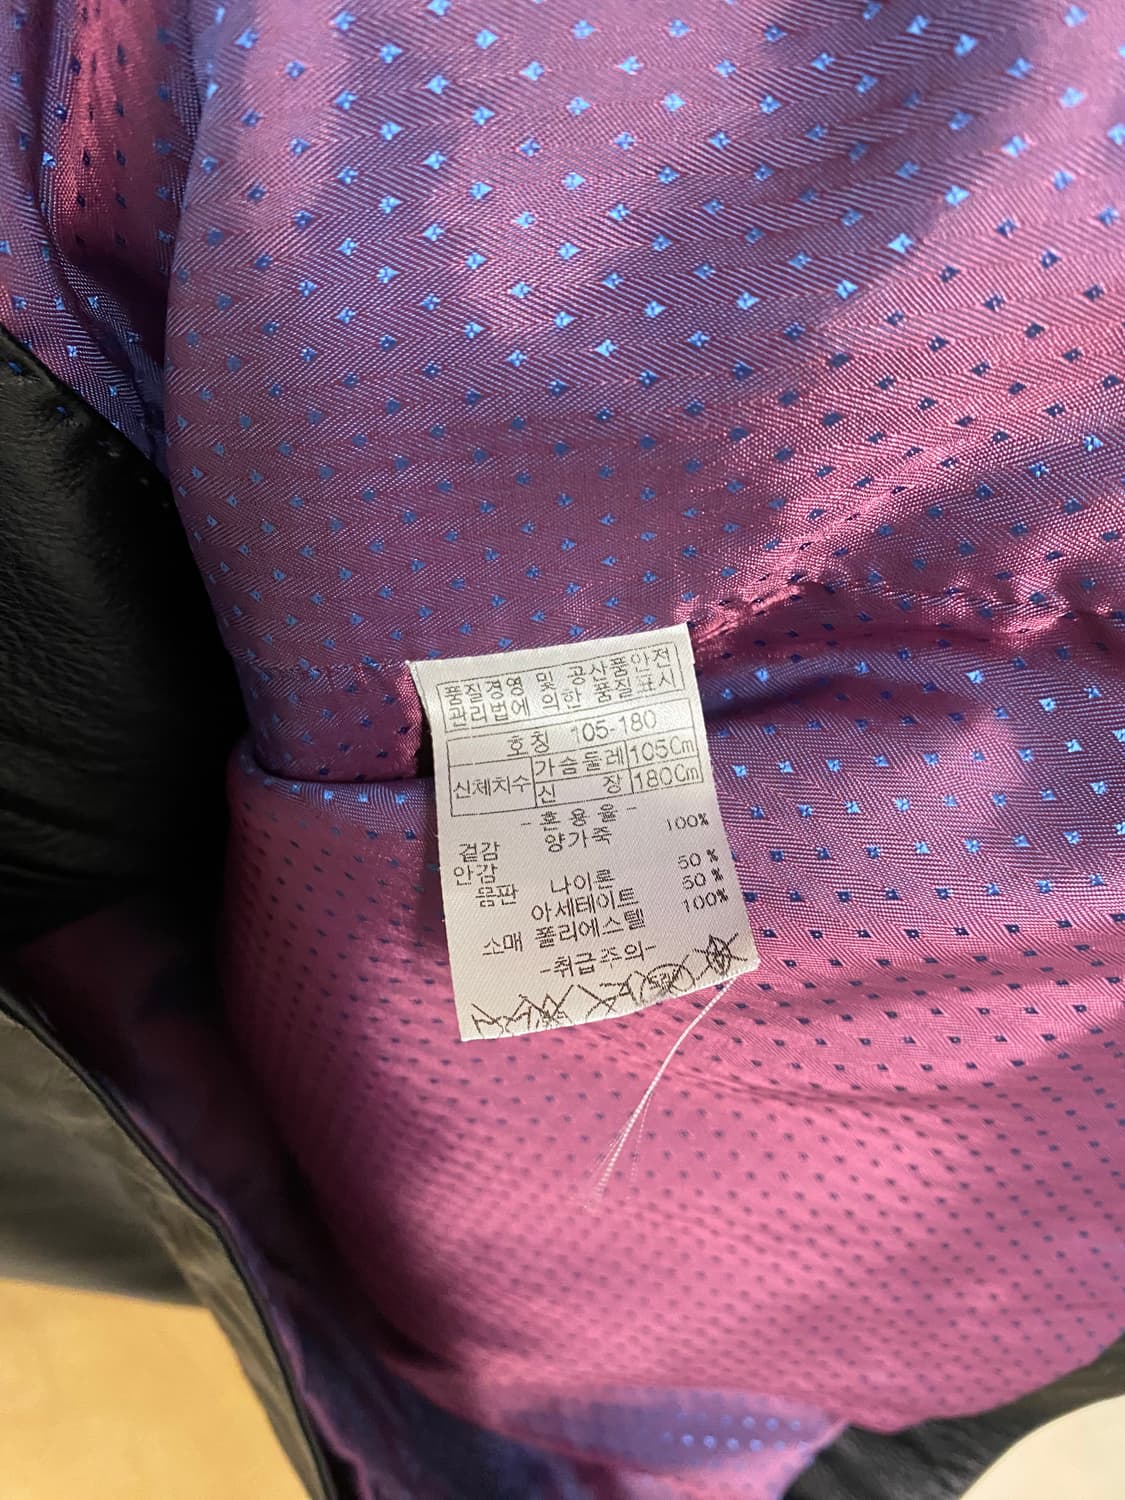 품질경영 및 공산품안전
관리법에 의한 품질표시
호칭 105-180
신체치수 가슴둘레 105Cm
신 장 180Cm
- 혼 용 율 -
겉감 양가죽 100%
안감
몸판 나이론 50%
아세테이트 50%
소매 폴리에스텔 100%
-취급주의-